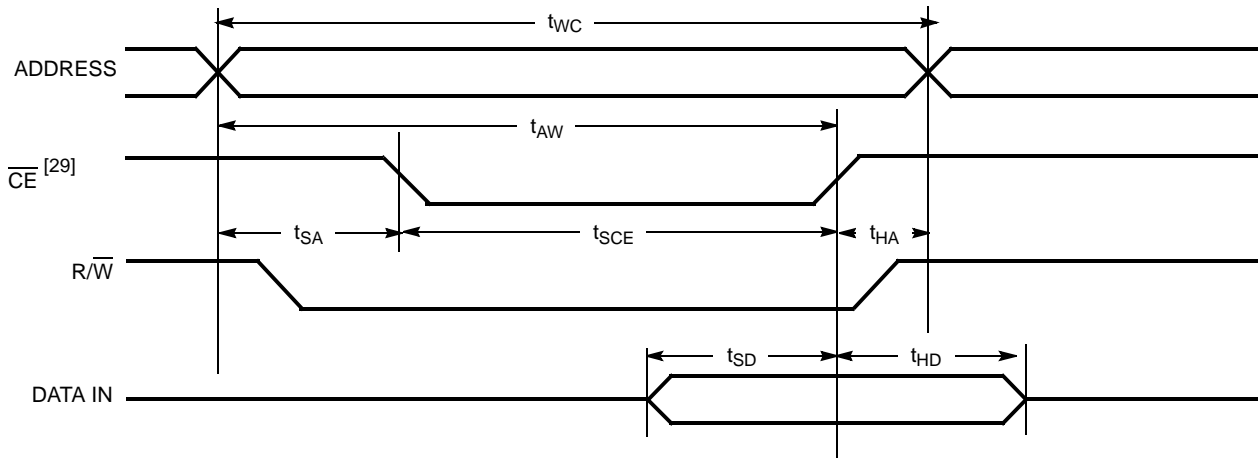 tWC
ADDRESS
tAW
CE [29]
tSA
tSCE
tHA
R/W
tSD
tHD
DATA IN